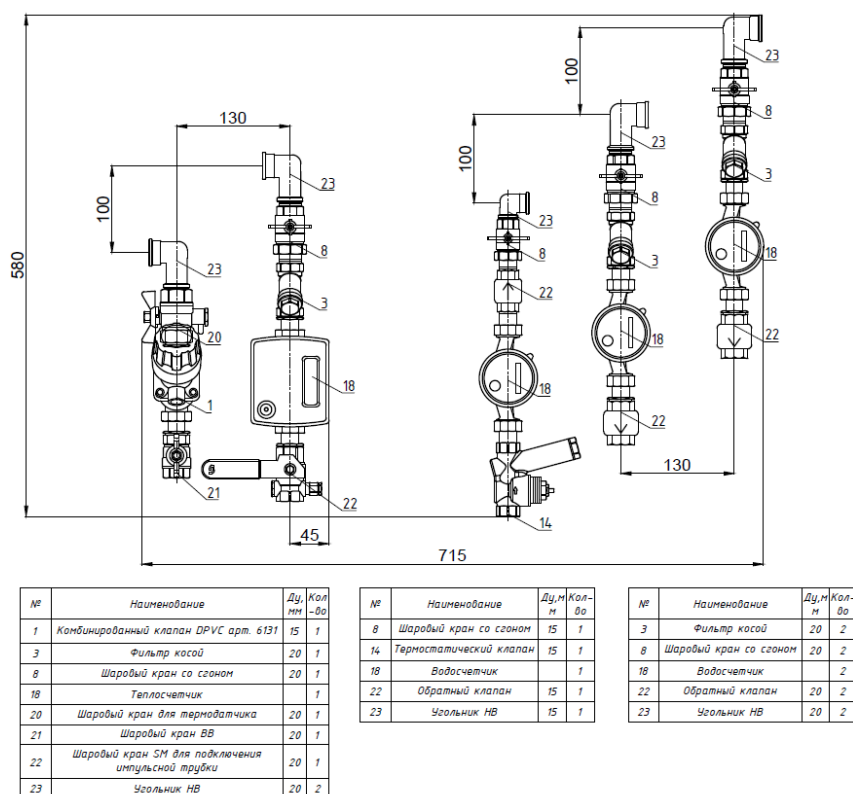 23
100
8
130
23
100
3
23
8
23
100
8
3
18
580
23
3
22
20
18
18
22
18
1
22
130
21
22
14
45
715
№ Наименование Ду, мм Кол-во
1 Комбинированный клапан DPVC арт. 6131 15 1
3 Фильтр косой 20 1
8 Шаровый кран со сгоном 20 1
18 Теплосчетчик 1
20 Шаровый кран для термодатчика 20 1
21 Шаровый кран ВВ 20 1
22 Шаровый кран SM для подключения
импульсной трубки 20 1
23 Угольник НВ 20 2
№ Наименование Ду,мм Кол-во
8 Шаровый кран со сгоном 15 1
14 Термостатический клапан 15 1
18 Водосчетчик 1
22 Обратный клапан 15 1
23 Угольник НВ 15 1
№ Наименование Ду,мм Кол-во
3 Фильтр косой 20 2
8 Шаровый кран со сгоном 20 2
18 Водосчетчик 2
22 Обратный клапан 20 2
23 Угольник НВ 20 2